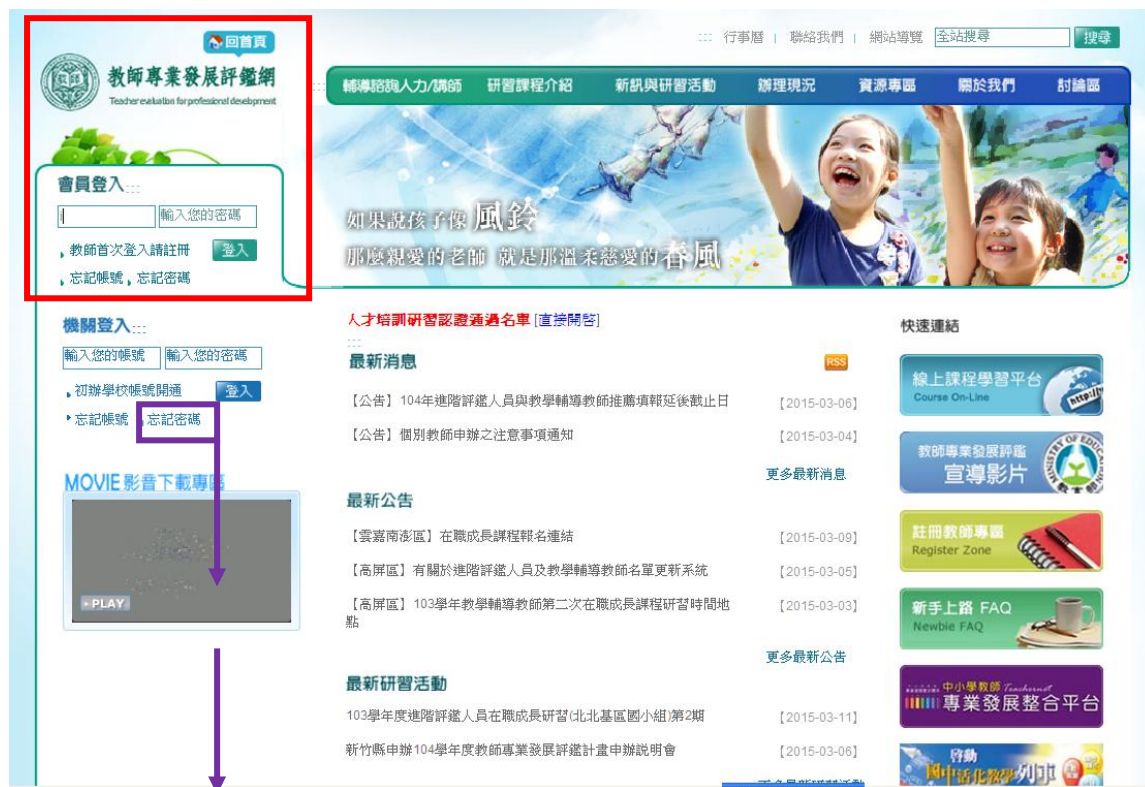 回首頁
教師專業發展評鑑網
Teacher evaluation for professional development
::: 行事曆 | 聯絡我們 | 網站導覽 全站搜尋 搜尋
::: 輔導諮詢人力/講師 研習課程介紹 新訊與研習活動 辦理現況 資源專區 關於我們 討論區
如果說孩子像風鈴
那麼親愛的老師 就是那溫柔慈愛的春風
會員登入:::
輸入您的密碼
教師首次登入請註冊 登入
忘記帳號 忘記密碼
機關登入:::
輸入您的帳號 輸入您的密碼
初辦學校帳號開通 登入
忘記帳號 忘記密碼
MOVIE 影音下載專區
PLAY
人才培訓研習認證通過名單 [直接開啓]
:::
最新消息 RSS
【公告】104年進階評鑑人員與教學輔導教師推薦填報延後截止日 [2015-03-06]
【公告】個別教師申辦之注意事項通知 [2015-03-04]
更多最新消息
最新公告
【雲嘉南澎區】在職成長課程報名連結 [2015-03-09]
【高屏區】有關於進階評鑑人員及教學輔導教師名單更新系統 [2015-03-05]
【高屏區】103學年教學輔導教師第二次在職成長課程研習時間地點 [2015-03-03]
更多最新公告
最新研習活動
103學年度進階評鑑人員在職成長研習(北北基區國小組)第2期 [2015-03-11]
新竹縣申辦104學年度教師專業發展評鑑計畫申辦說明會 [2015-03-06]
更多最新研習活動
快速連結
線上課程學習平台
Course On-Line
http://
教師專業發展評鑑
宣導影片
註冊教師專區
Register Zone
新手上路 FAQ
Newbie FAQ
中小學教師 Teachernet
專業發展整合平台
啓動
國中活化教學列車